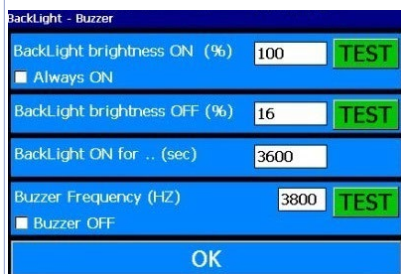 BackLight - Buzzer
BackLight brightness ON (%) 100 TEST
Always ON
BackLight brightness OFF (%) 16 TEST
BackLight ON for .. (sec) 3600
Buzzer Frequency (HZ) 3800 TEST
Buzzer OFF
OK